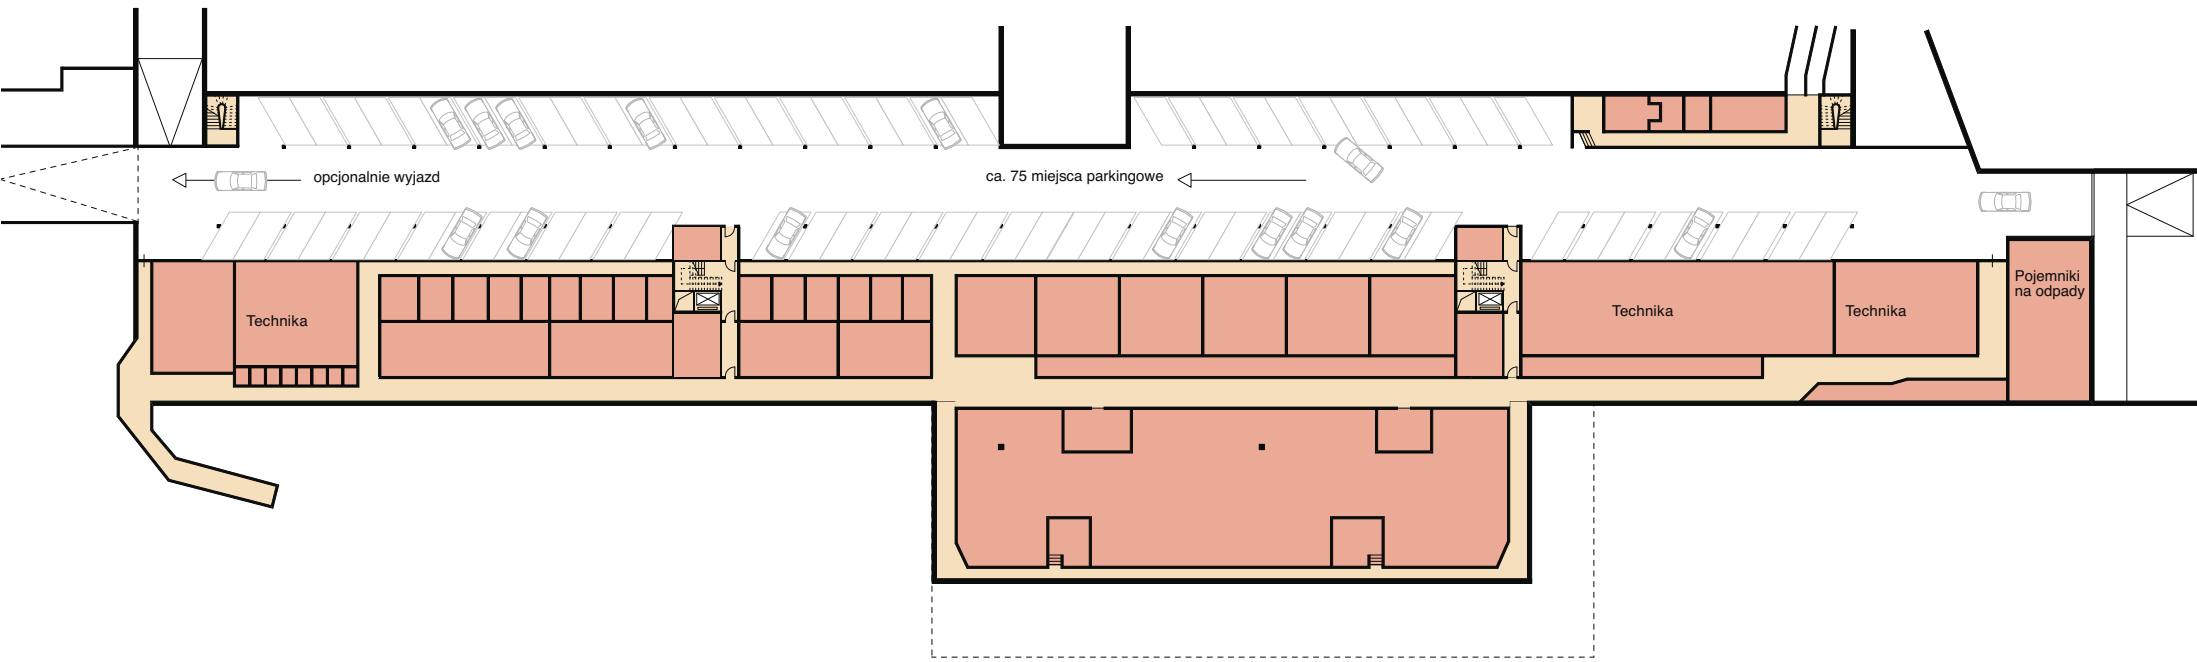 opcjonalnie wyjazd
ca. 75 miejsca parkingowe
Pojemniki
na odpady
Technika
Technika
Technika